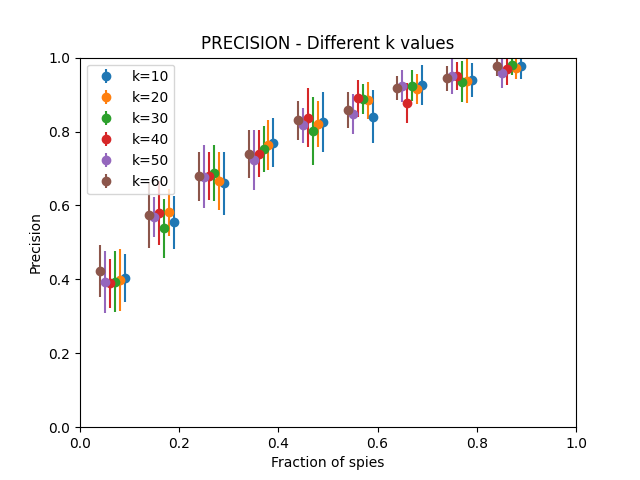 PRECISION - Different k values
1.0
0.8
0.6
0.4
0.2
0.0
Precision
k=10
k=20
k=30
k=40
k=50
k=60
0.0 0.2 0.4 0.6 0.8 1.0
Fraction of spies